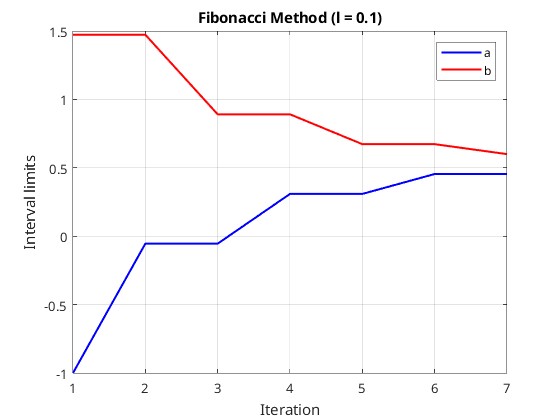 Fibonacci Method (l = 0.1)
1.5
1
0.5
0
-0.5
-1
Interval limits
a
b
1 2 3 4 5 6 7
Iteration